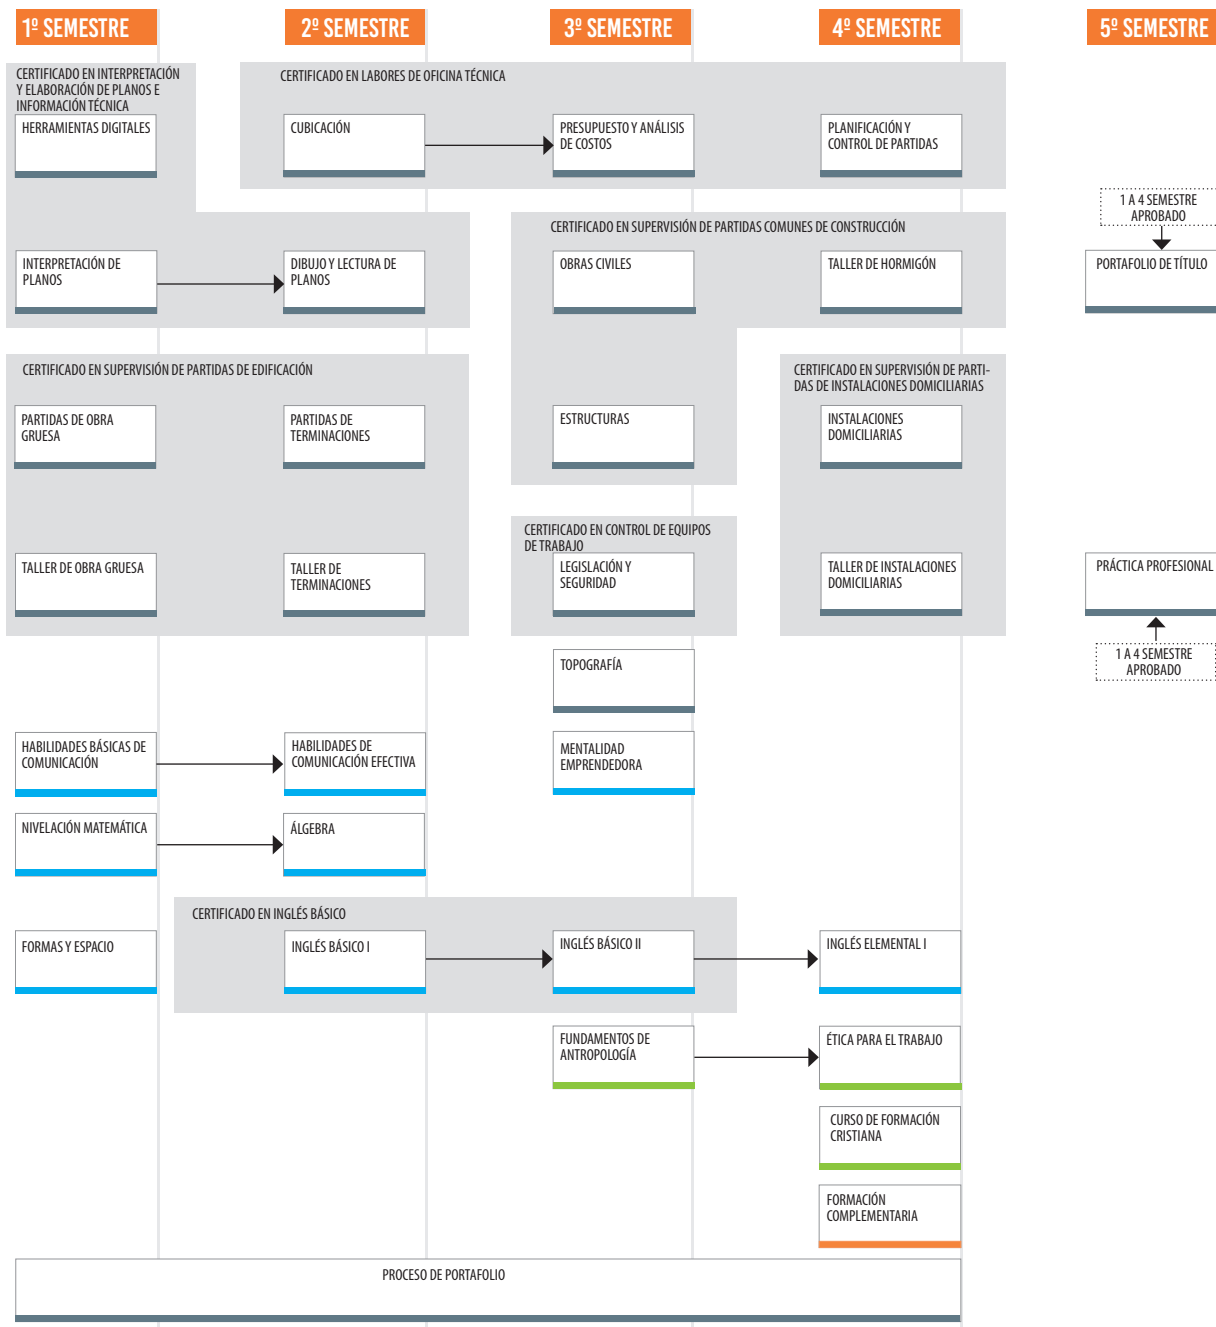 1º SEMESTRE
2º SEMESTRE
3º SEMESTRE
4º SEMESTRE
5º SEMESTRE
CERTIFICADO EN INTERPRETACIÓN
Y ELABORACIÓN DE PLANOS E
INFORMACIÓN TÉCNICA
CERTIFICADO EN LABORES DE OFICINA TÉCNICA
HERRAMIENTAS DIGITALES
CUBICACIÓN
PRESUPUESTO Y ANÁLISIS
DE COSTOS
PLANIFICACIÓN Y
CONTROL DE PARTIDAS
1 A 4 SEMESTRE
APROBADO
CERTIFICADO EN SUPERVISIÓN DE PARTIDAS COMUNES DE CONSTRUCCIÓN
INTERPRETACIÓN DE
PLANOS
DIBUJO Y LECTURA DE
PLANOS
OBRAS CIVILES
TALLER DE HORMIGÓN
PORTAFOLIO DE TÍTULO
CERTIFICADO EN SUPERVISIÓN DE PARTIDAS DE EDIFICACIÓN
CERTIFICADO EN SUPERVISIÓN DE PARTI-
DAS DE INSTALACIONES DOMICILIARIAS
PARTIDAS DE OBRA
GRUESA
PARTIDAS DE
TERMINACIONES
ESTRUCTURAS
INSTALACIONES
DOMICILIARIAS
CERTIFICADO EN CONTROL DE EQUIPOS
DE TRABAJO
TALLER DE OBRA GRUESA
TALLER DE
TERMINACIONES
LEGISLACIÓN Y
SEGURIDAD
TALLER DE INSTALACIONES
DOMICILIARIAS
PRÁCTICA PROFESIONAL
1 A 4 SEMESTRE
APROBADO
TOPOGRAFÍA
HABILIDADES BÁSICAS DE
COMUNICACIÓN
HABILIDADES DE
COMUNICACIÓN EFECTIVA
MENTALIDAD
EMPRENDEDORA
NIVELACIÓN MATEMÁTICA
ÁLGEBRA
CERTIFICADO EN INGLÉS BÁSICO
FORMAS Y ESPACIO
INGLÉS BÁSICO I
INGLÉS BÁSICO II
INGLÉS ELEMENTAL I
FUNDAMENTOS DE
ANTROPOLOGÍA
ÉTICA PARA EL TRABAJO
CURSO DE FORMACIÓN
CRISTIANA
FORMACIÓN
COMPLEMENTARIA
PROCESO DE PORTAFOLIO